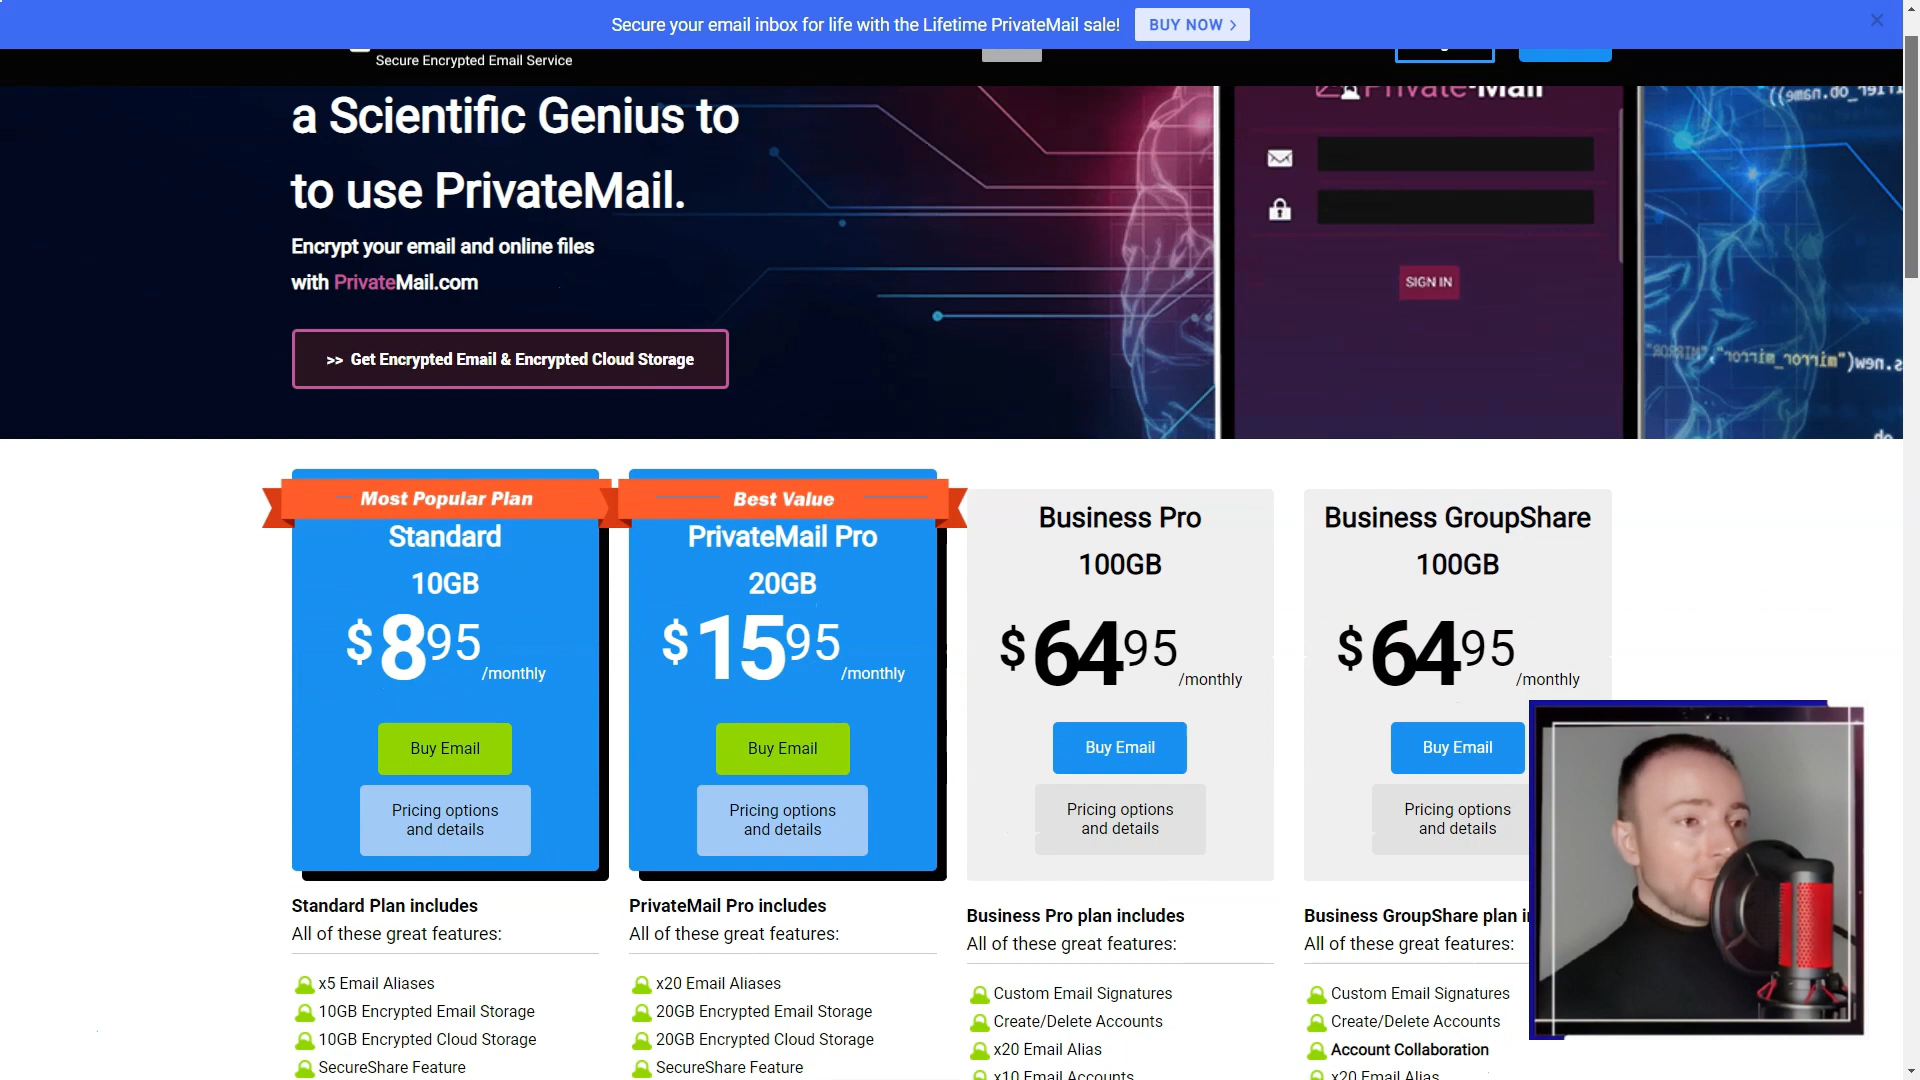 Secure your email inbox for life with the Lifetime PrivateMail sale! BUY NOW >
Secure Encrypted Email Service
a Scientific Genius to
to use PrivateMail.
Encrypt your email and online files
with PrivateMail.com
>> Get Encrypted Email & Encrypted Cloud Storage
Private-Mail
SIGN IN
Most Popular Plan
Standard
10GB
$895
/monthly
Buy Email
Pricing options
and details
Standard Plan includes
All of these great features:
x5 Email Aliases
10GB Encrypted Email Storage
10GB Encrypted Cloud Storage
SecureShare Feature
Best Value
PrivateMail Pro
20GB
$1595
/monthly
Buy Email
Pricing options
and details
PrivateMail Pro includes
All of these great features:
x20 Email Aliases
20GB Encrypted Email Storage
20GB Encrypted Cloud Storage
SecureShare Feature
Business Pro
100GB
$6495
/monthly
Buy Email
Pricing options
and details
Business Pro plan includes
All of these great features:
Custom Email Signatures
Create/Delete Accounts
x20 Email Alias
x10 Email Accounts
Business GroupShare
100GB
$6495
/monthly
Buy Email
Pricing options
and details
Business GroupShare plan
All of these great features:
Custom Email Signatures
Create/Delete Accounts
Account Collaboration
x20 Email Alias